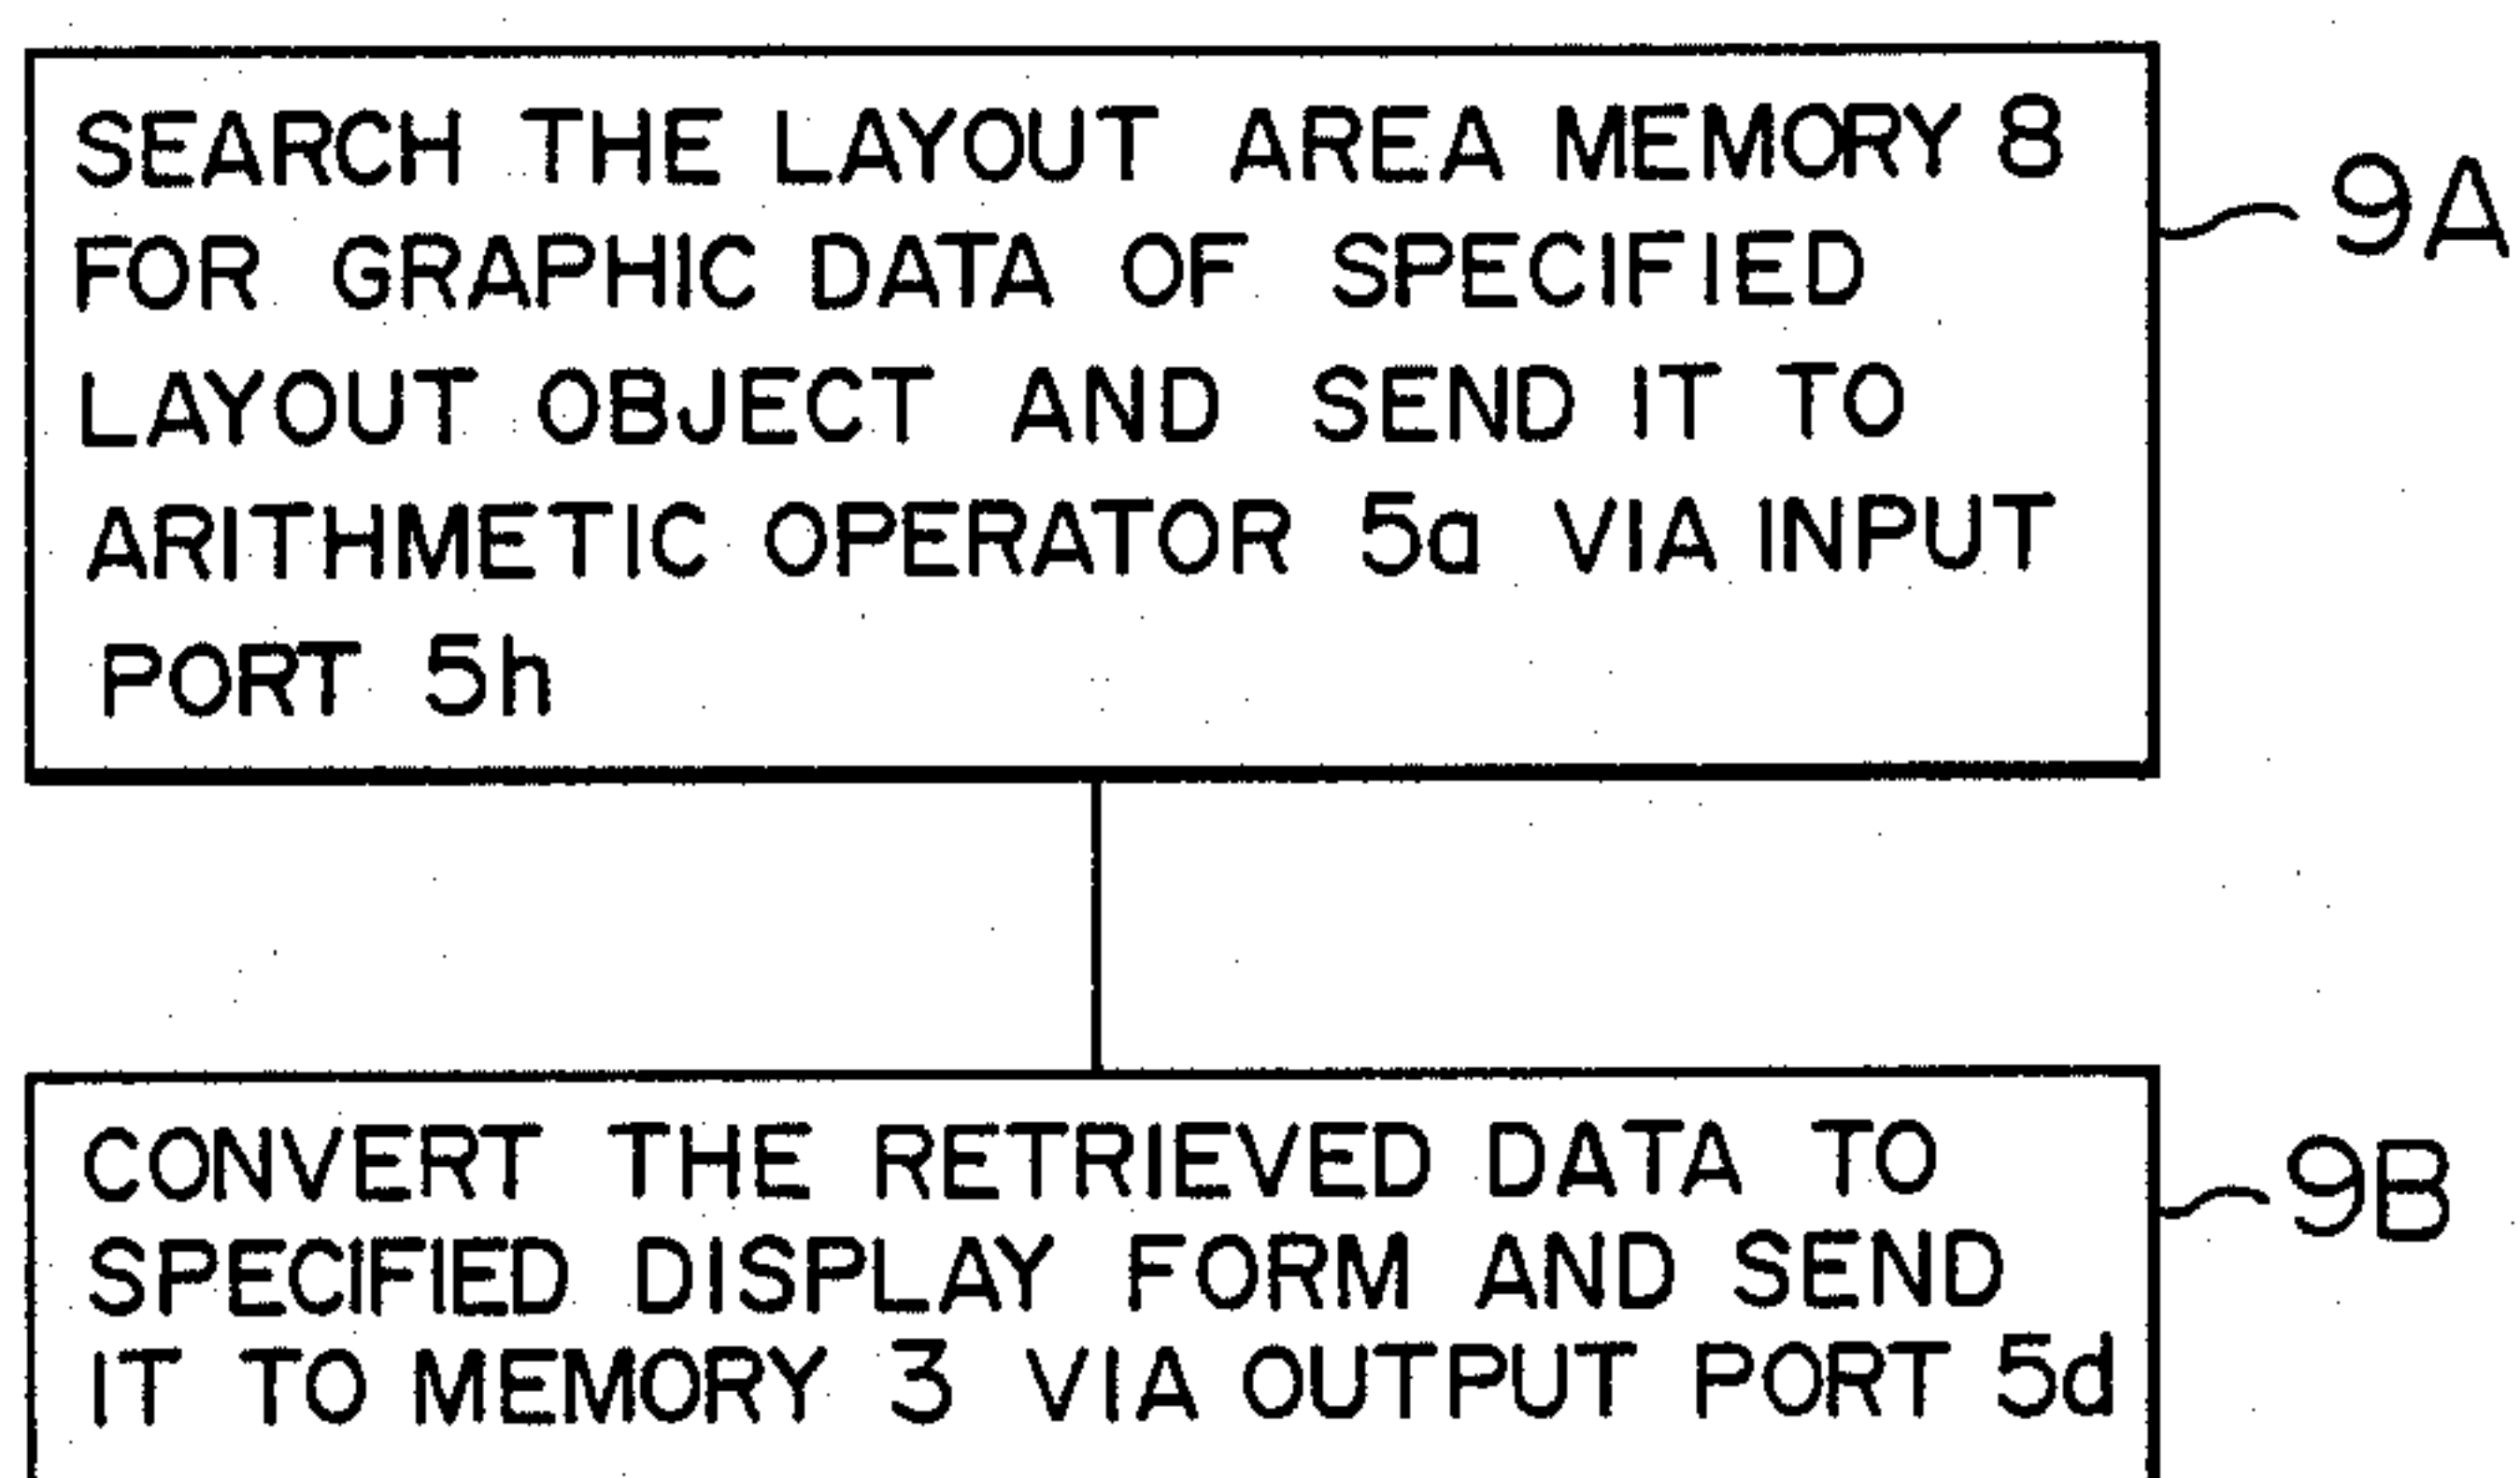 SEARCH THE LAYOUT AREA MEMORY 8
FOR GRAPHIC DATA OF SPECIFIED
LAYOUT OBJECT AND SEND IT TO
ARITHMETIC OPERATOR 5a VIA INPUT
PORT 5h
9A
CONVERT THE RETRIEVED DATA TO
SPECIFIED DISPLAY FORM AND SEND
IT TO MEMORY 3 VIA OUTPUT PORT 5d
9B